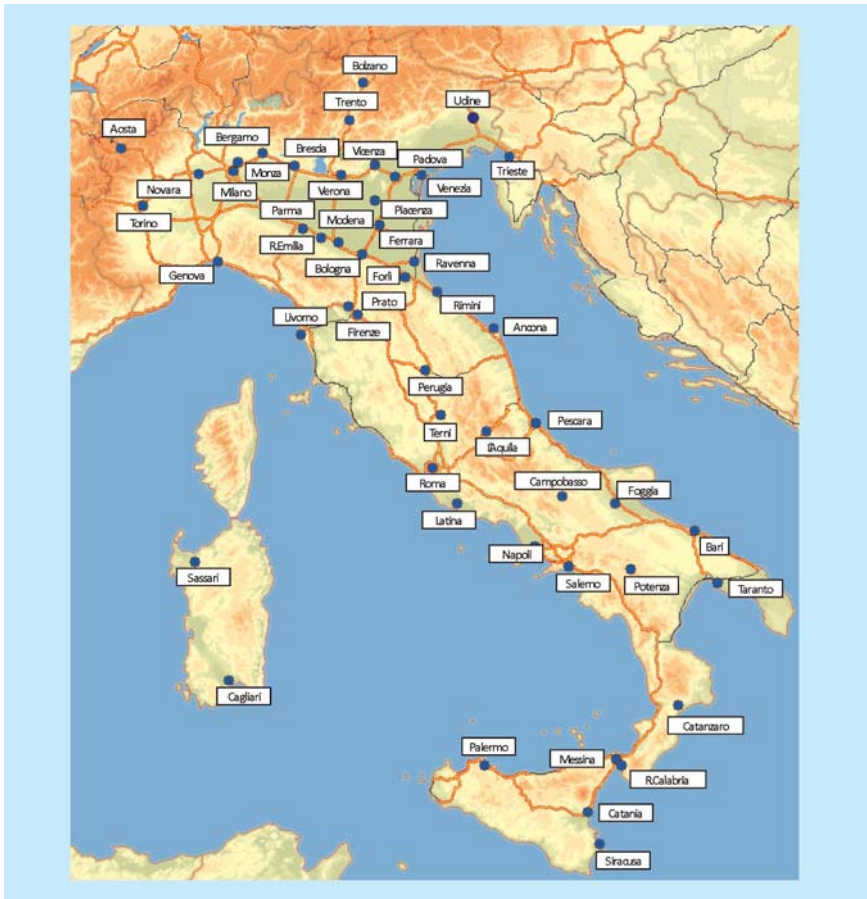 Bolzano
Trento
Udine
Aosta
Bergamo
Brescia
Vicenza
Padova
Trieste
Novara
Milano
Monza
Verona
Venezia
Torino
Parma
Modena
Piacenza
R.Emilia
Ferrara
Genova
Bologna
Forlì
Ravenna
Prato
Rimini
Livorno
Firenze
Ancona
Perugia
Terni
L'Aquila
Pescara
Roma
Campobasso
Foggia
Latina
Napoli
Bari
Sassari
Salerno
Potenza
Taranto
Cagliari
Catanzaro
Palermo
Messina
R.Calabria
Catania
Siracusa